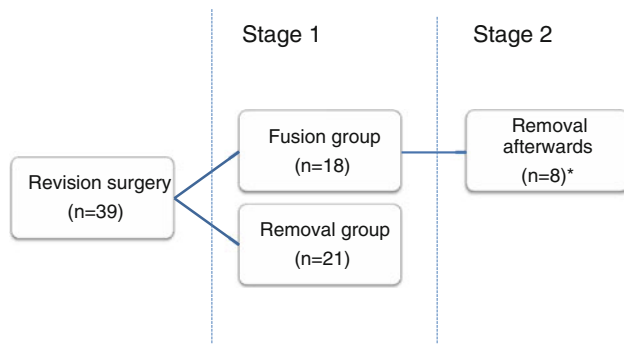 Stage 1
Stage 2
Revision surgery
(n=39)
Fusion group
(n=18)
Removal group
(n=21)
Removal
afterwards
(n=8)*